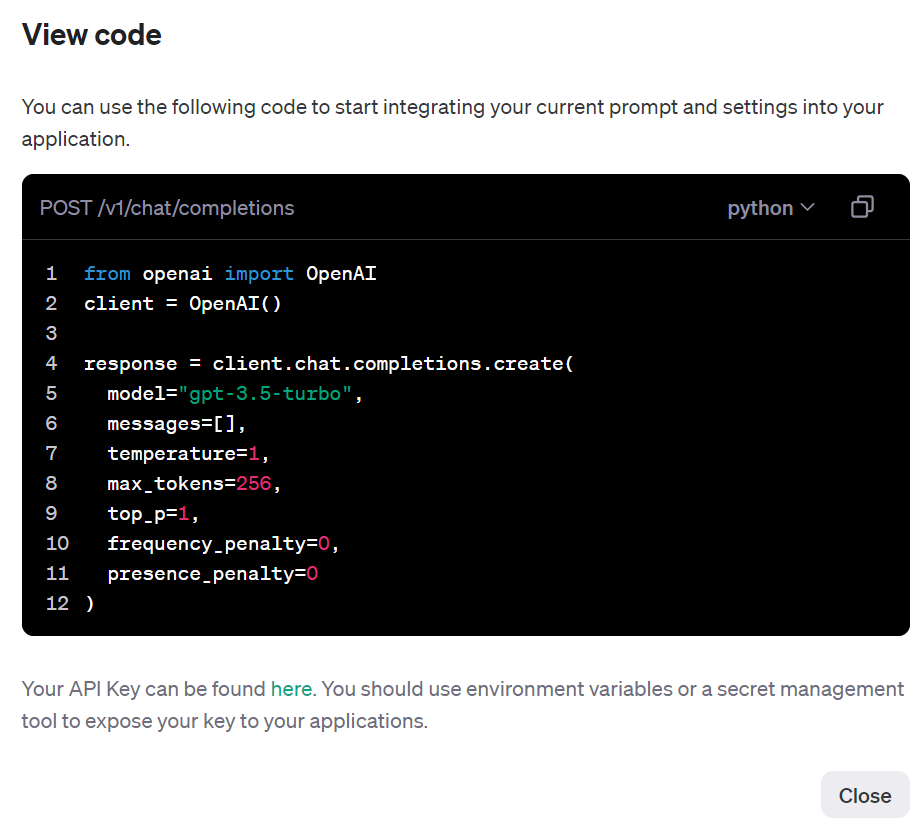 View code
You can use the following code to start integrating your current prompt and settings into your
application.
POST /v1/chat/completions python
1 from openai import OpenAI
2 client = OpenAI()
3
4 response = client.chat.completions.create(
5   model="gpt-3.5-turbo",
6   messages=[],
7   temperature=1,
8   max_tokens=256,
9   top_p=1,
10   frequency_penalty=0,
11   presence_penalty=0
12 )
Your API Key can be found here. You should use environment variables or a secret management
tool to expose your key to your applications.
Close